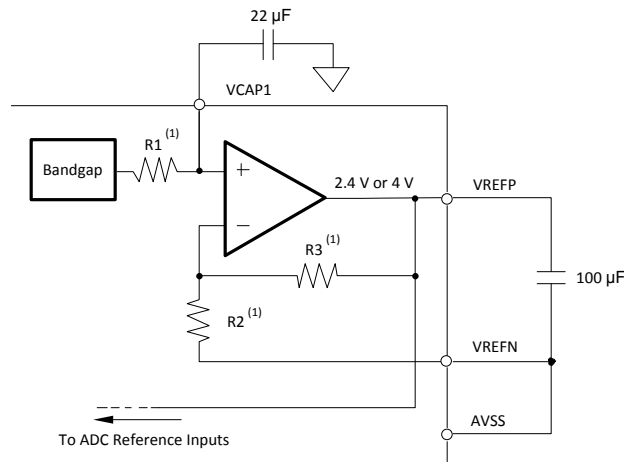 22 µF
VCAP1
R1 (1)
Bandgap
+
2.4 V or 4 V
VREFP
−
R3 (1)
100 µF
R2 (1)
VREFN
AVSS
To ADC Reference Inputs